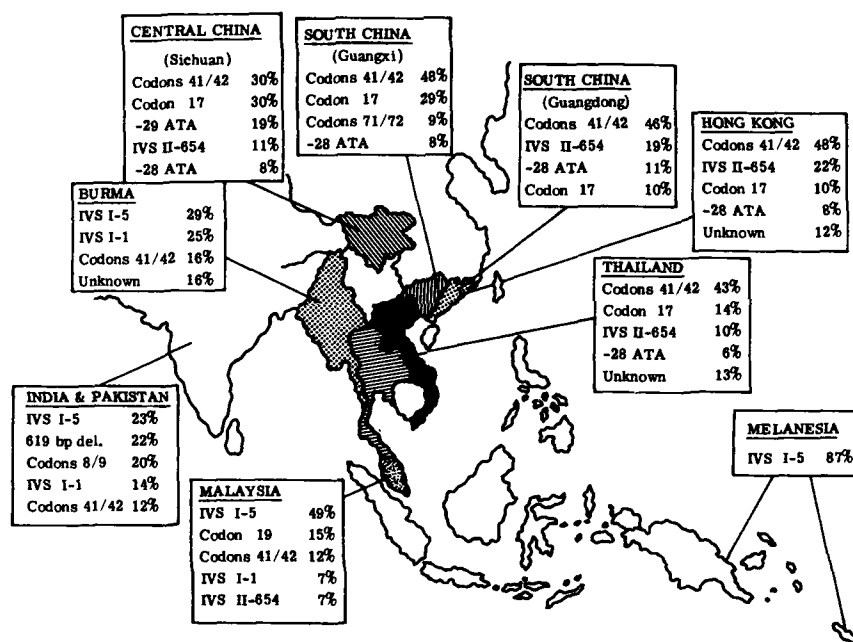 CENTRAL CHINA
(Sichuan)
Codons 41/42 30%
Codon 17 30%
-29 ATA 19%
IVS II-654 11%
-28 ATA 8%
SOUTH CHINA
(Guangxi)
Codons 41/42 48%
Codon 17 29%
Codons 71/72 9%
-28 ATA 8%
SOUTH CHINA
(Guangdong)
Codons 41/42 46%
IVS II-654 19%
-28 ATA 11%
Codon 17 10%
HONG KONG
Codons 41/42 48%
IVS II-654 22%
Codon 17 10%
-28 ATA 8%
Unknown 12%
BURMA
IVS I-5 29%
IVS I-1 25%
Codons 41/42 16%
Unknown 16%
THAILAND
Codons 41/42 43%
Codon 17 14%
IVS II-654 10%
-28 ATA 6%
Unknown 13%
INDIA & PAKISTAN
IVS I-5 23%
619 bp del. 22%
Codons 8/9 20%
IVS I-1 14%
Codons 41/42 12%
MALAYSIA
IVS I-5 49%
Codon 19 15%
Codons 41/42 12%
IVS I-1 7%
IVS II-654 7%
MELANESIA
IVS I-5 87%